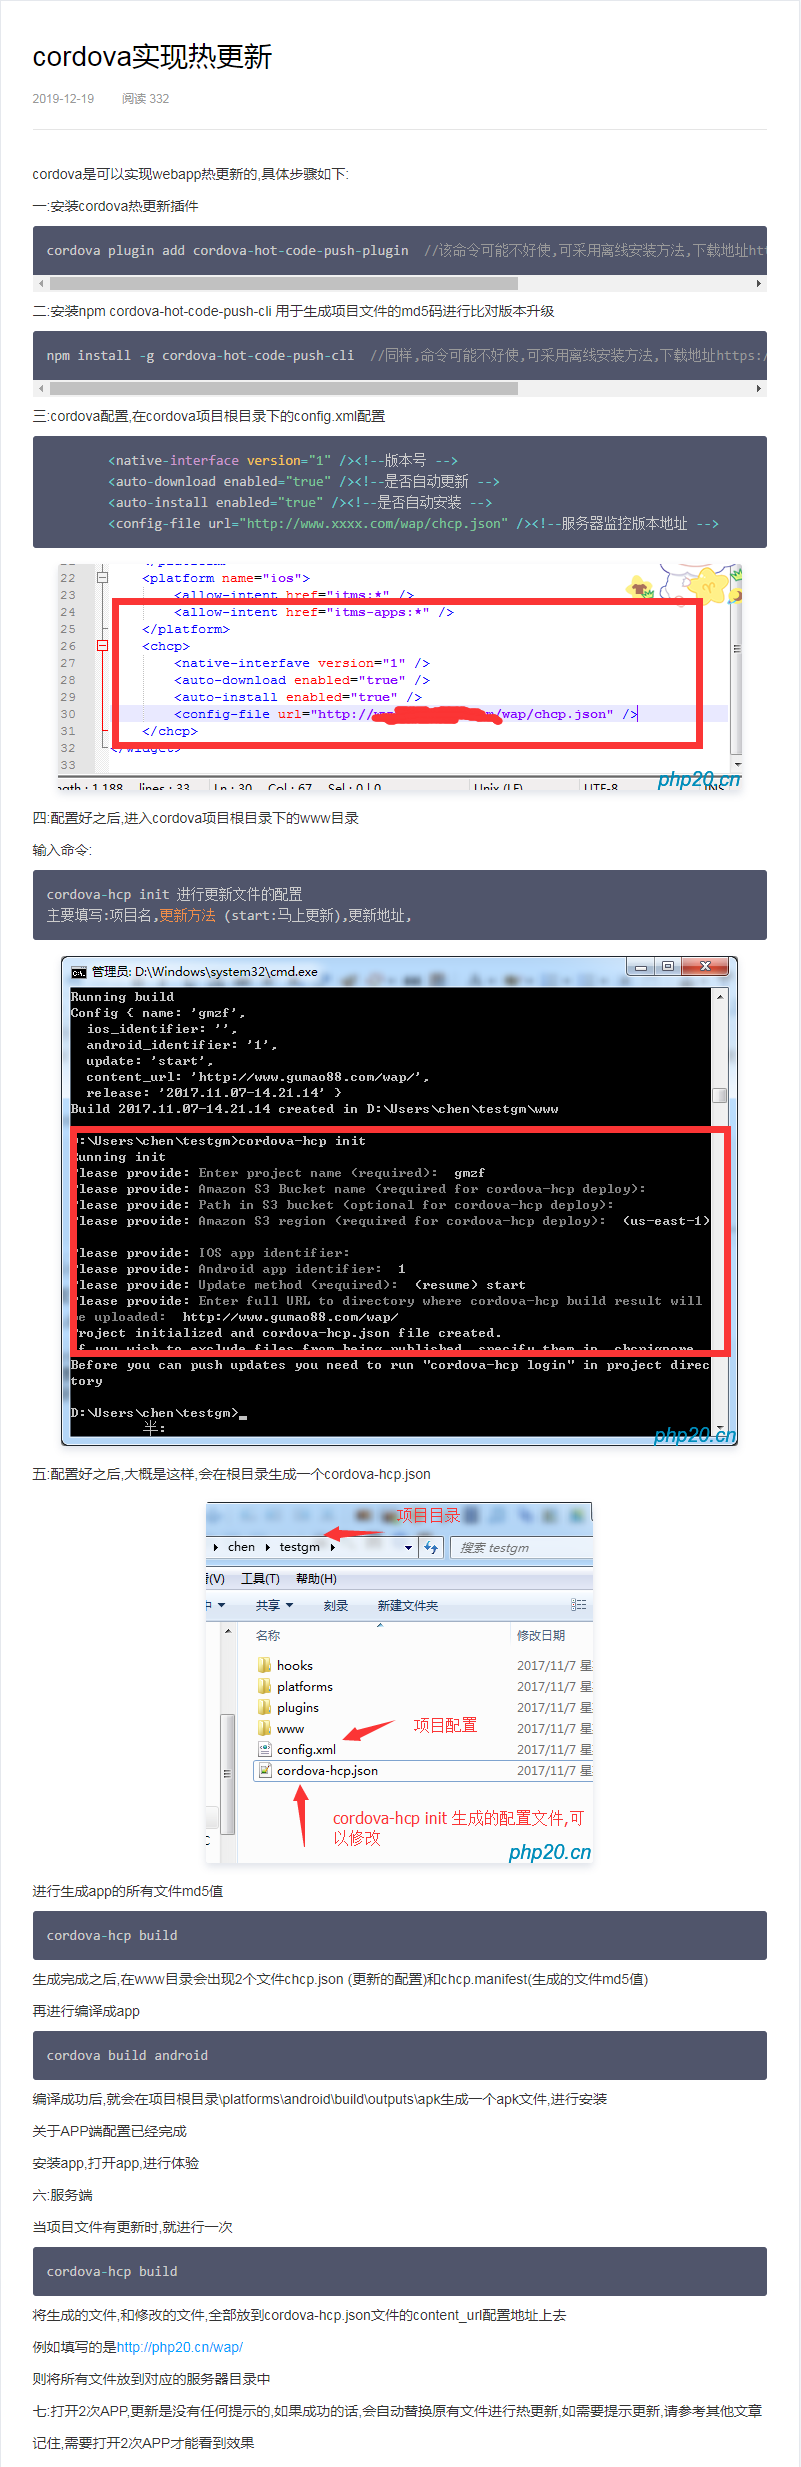 cordova实现热更新
2019-12-19 阅读 332
cordova是可以实现webapp热更新的,具体步骤如下:
一:安装cordova热更新插件
cordova plugin add cordova-hot-code-push-plugin //该命令可能不好使,可采用离线安装方法,下载地址
二:安装npm cordova-hot-code-push-cli 用于生成项目文件的md5码进行比对版本升级
npm install -g cordova-hot-code-push-cli //同样,命令可能不好使,可采用离线安装方法,下载地址https:/
三:cordova配置,在cordova项目根目录下的config.xml配置
<native-interface version="1" /><!--版本号 -->
<auto-download enabled="true" /><!--是否自动更新 -->
<auto-install enabled="true" /><!--是否自动安装 -->
<config-file url="http://www.xxxx.com/wap/chcp.json" /><!--服务器监控版本地址 -->
22 <platform name="ios">
23 <allow-intent href="itms:*" />
24 <allow-intent href="itms-apps:*" />
25 </platform>
26 <chcp>
27 <native-interfave version="1" />
28 <auto-download enabled="true" />
29 <auto-install enabled="true" />
30 <config-file url="http:// /wap/chcp.json" />
31 </chcp>
32 </widget>
33
1,188 lines : 33 Ln : 30 Col : 67 Sel : 0 | 0 Unix (LF) UTF-8 INS
php20.cn
四:配置好之后,进入cordova项目根目录下的www目录
输入命令:
cordova-hcp init 进行更新文件的配置
主要填写:项目名,更新方法 (start:马上更新),更新地址,
管理员: D:\Windows\system32\cmd.exe
Running build
Config { name: 'gmzf',
ios_identifier: '',
android_identifier: '1',
update: 'start',
content_url: 'http://www.gumao88.com/wap/',
release: '2017.11.07-14.21.14' }
Build 2017.11.07-14.21.14 created in D:\Users\chen\testgm\www
D:\Users\chen\testgm>cordova-hcp init
Running init
Please provide: Enter project name (required): gmzf
Please provide: Amazon S3 Bucket name (required for cordova-hcp deploy):
Please provide: Path in S3 bucket (optional for cordova-hcp deploy):
Please provide: Amazon S3 region (required for cordova-hcp deploy): (us-east-1)
Please provide: IOS app identifier:
Please provide: Android app identifier: 1
Please provide: Update method (required): (resume) start
Please provide: Enter full URL to directory where cordova-hcp build result will
be uploaded: http://www.gumao88.com/wap/
Project initialized and cordova-hcp.json file created.
If you wish to exclude files from being published, specify them in .chcpignore
Before you can push updates you need to run "cordova-hcp login" in project direc
tory
D:\Users\chen\testgm>_
半:
php20.cn
五:配置好之后,大概是这样,会在根目录生成一个cordova-hcp.json
项目目录
chen testgm 搜索 testgm
(V) 工具(T) 帮助(H)
共享 刻录 新建文件夹
名称 修改日期
hooks 2017/11/7 星
platforms 2017/11/7 星
plugins 2017/11/7 星
www 2017/11/7 星
项目配置
config.xml 2017/11/7 星
cordova-hcp.json 2017/11/7 星
cordova-hcp init 生成的配置文件,可
以修改
php20.cn
进行生成app的所有文件md5值
cordova-hcp build
生成完成之后,在www目录会出现2个文件chcp.json (更新的配置)和chcp.manifest(生成的文件md5值)
再进行编译成app
cordova build android
编译成功后,就会在项目根目录\platforms\android\build\outputs\apk生成一个apk文件,进行安装
关于APP端配置已经完成
安装app,打开app,进行体验
六:服务端
当项目文件有更新时,就进行一次
cordova-hcp build
将生成的文件,和修改的文件,全部放到cordova-hcp.json文件的content_url配置地址上去
例如填写的是http://php20.cn/wap/
则将所有文件放到对应的服务器目录中
七:打开2次APP,更新是没有任何提示的,如果成功的话,会自动替换原有文件进行热更新,如需要提示更新,请参考其他文章
记住,需要打开2次APP才能看到效果